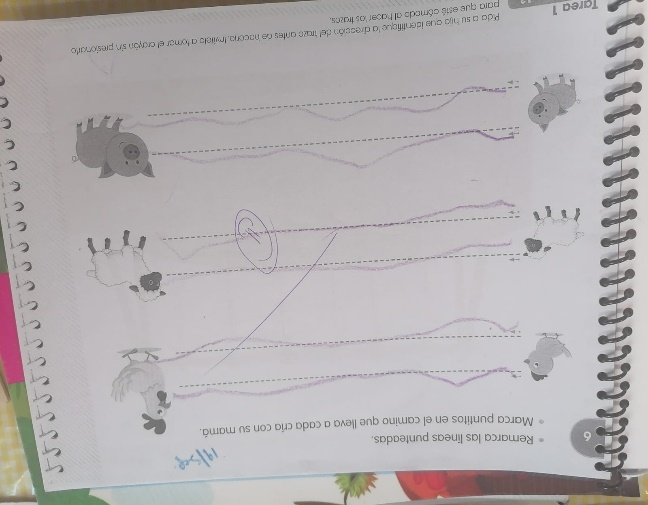 6
• Remarca las líneas punteadas.
• Marca puntitos en el camino que lleva a cada cría con su mamá.
Pida a su hijo que identifique la dirección del trazo antes de hacerlo. Invítelo a tomar el crayón sin presionarlo
para que esté cómodo al hacer los trazos.
Tarea 1